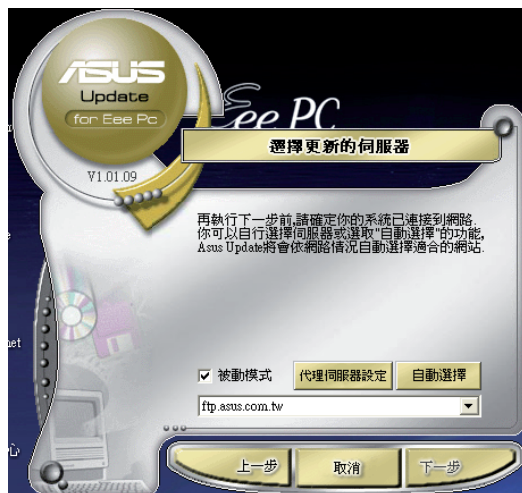 ASUS
Update
for Eee Pc
V1.01.09
Eee PC
選擇更新的伺服器
再執行下一步前,請確定你的系統已連接到網路.
你可以自行選擇伺服器或選取"自動選擇"的功能,
Asus Update將會依網路情況自動選擇適合的網站.
被動模式
代理伺服器設定
自動選擇
ftp.asus.com.tw
上一步
取消
下一步